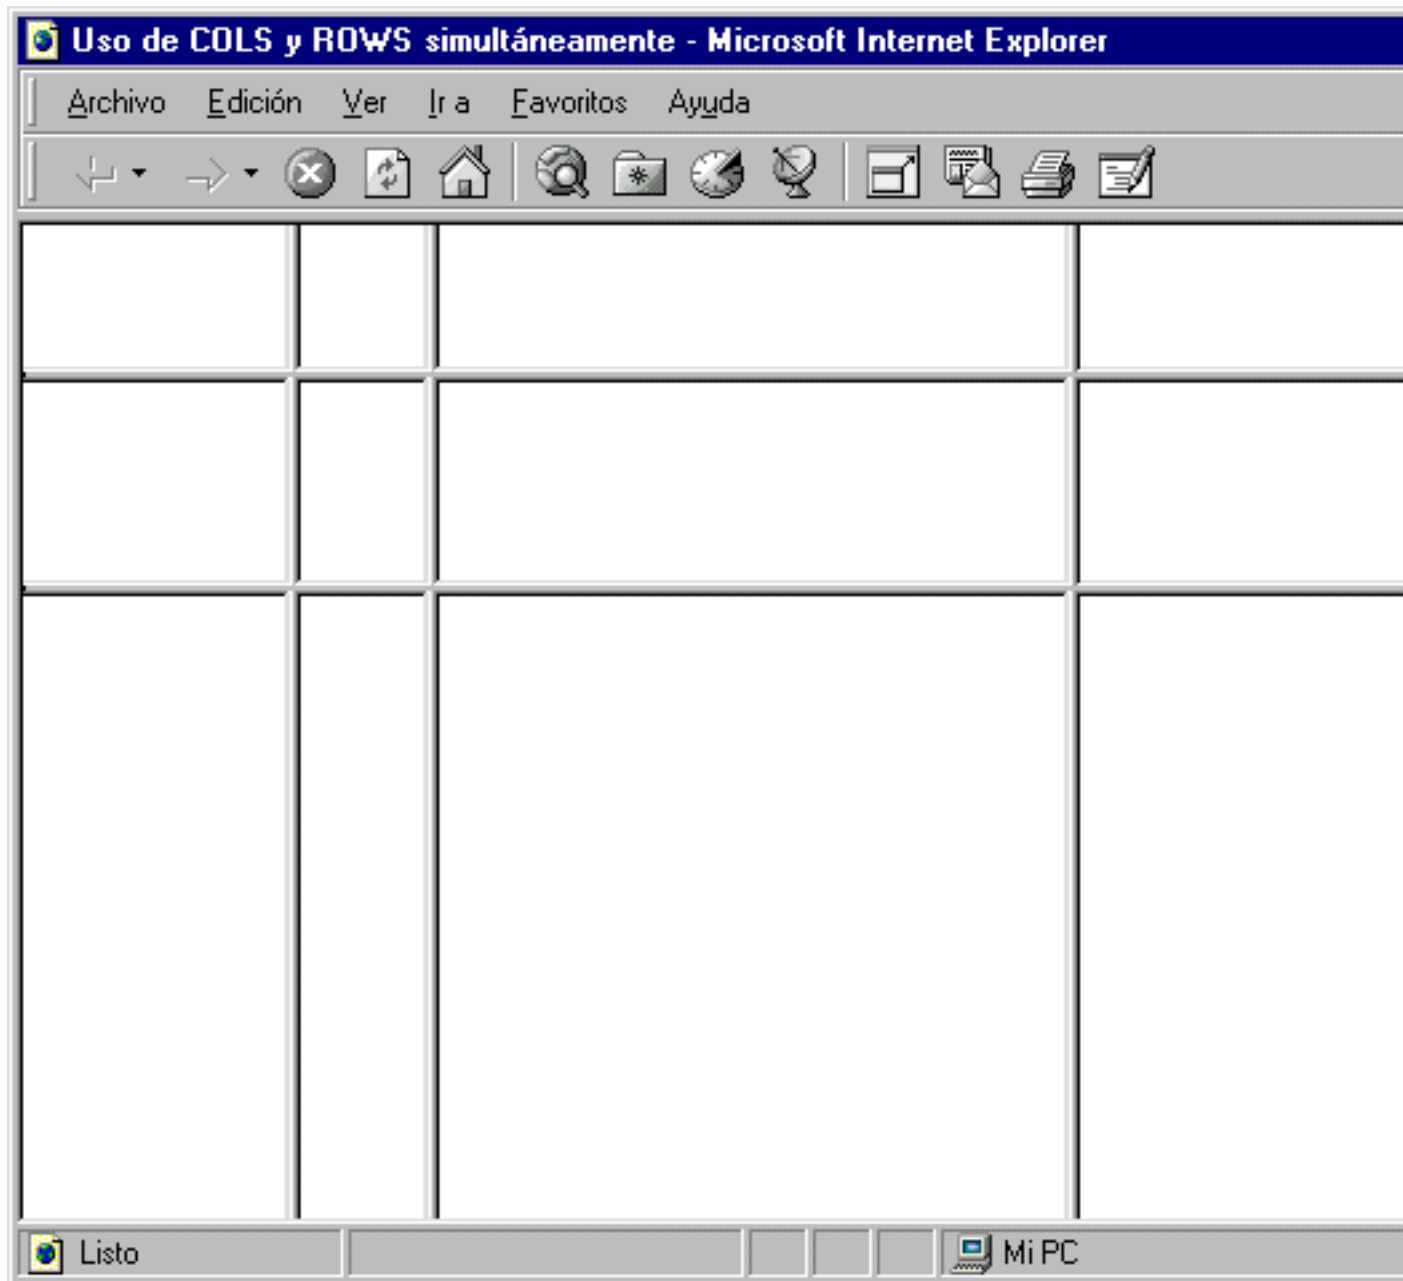 Uso de COLS y ROWS simultáneamente - Microsoft Internet Explorer
Archivo Edición Ver Ir a Favoritos Ayuda
Listo Mi PC